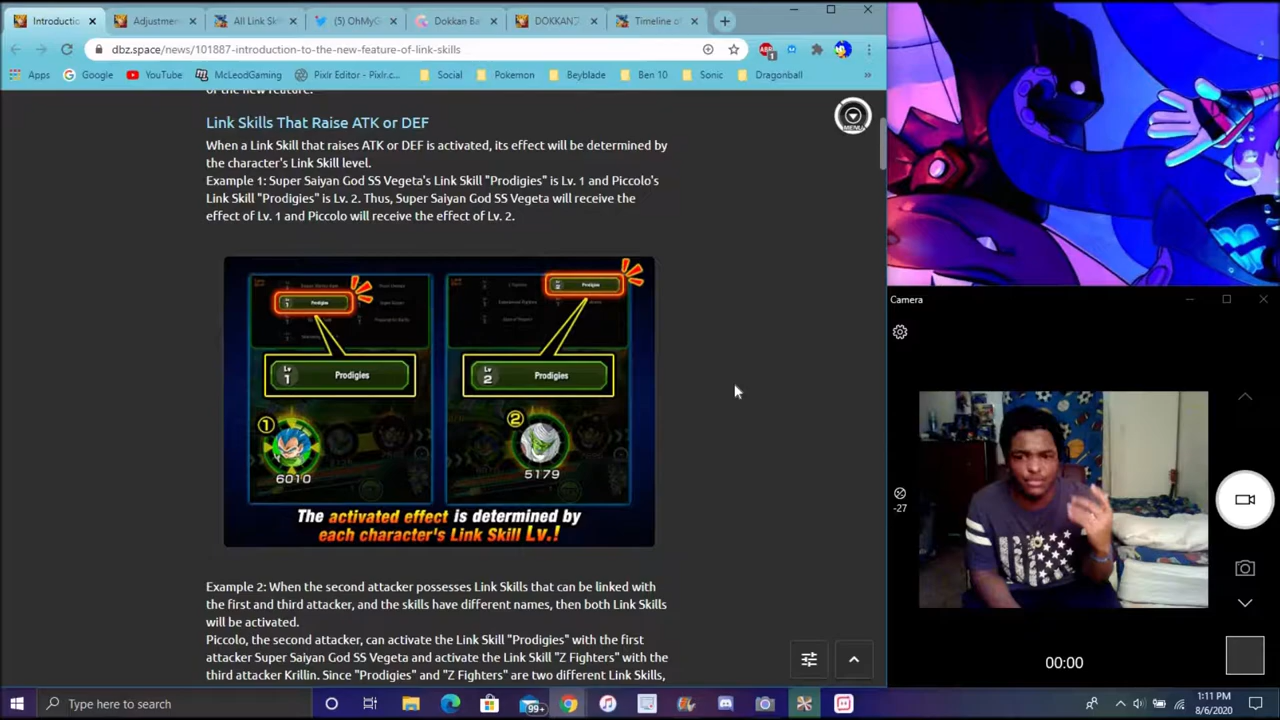 Introductio
Adjustment
All Link Ski
(5) OhMyG
Dokkan Ba
DOKKAN
Timeline of
dbz.space/news/101887-introduction-to-the-new-feature-of-link-skills
Apps
Google
YouTube
McLeodGaming
Pixlr Editor - Pixlr.c...
Social
Pokemon
Beyblade
Ben 10
Sonic
Dragonball
of the new feature.
MENU
Link Skills That Raise ATK or DEF
When a Link Skill that raises ATK or DEF is activated, its effect will be determined by
the character's Link Skill level.
Example 1: Super Saiyan God SS Vegeta's Link Skill "Prodigies" is Lv. 1 and Piccolo's
Link Skill "Prodigies" is Lv. 2. Thus, Super Saiyan God SS Vegeta will receive the
effect of Lv. 1 and Piccolo will receive the effect of Lv. 2.
Prodigies
Prodigies
Lv
1
Prodigies
Lv
2
Prodigies
1
6010
2
5179
The activated effect is determined by
each character's Link Skill Lv.!
Example 2: When the second attacker possesses Link Skills that can be linked with
the first and third attacker, and the skills have different names, then both Link Skills
will be activated.
Piccolo, the second attacker, can activate the Link Skill "Prodigies" with the first
attacker Super Saiyan God SS Vegeta and activate the Link Skill "Z Fighters" with the
third attacker Krillin. Since "Prodigies" and "Z Fighters" are two different Link Skills,
Camera
-27
00:00
Type here to search
99+
1:11 PM
8/6/2020